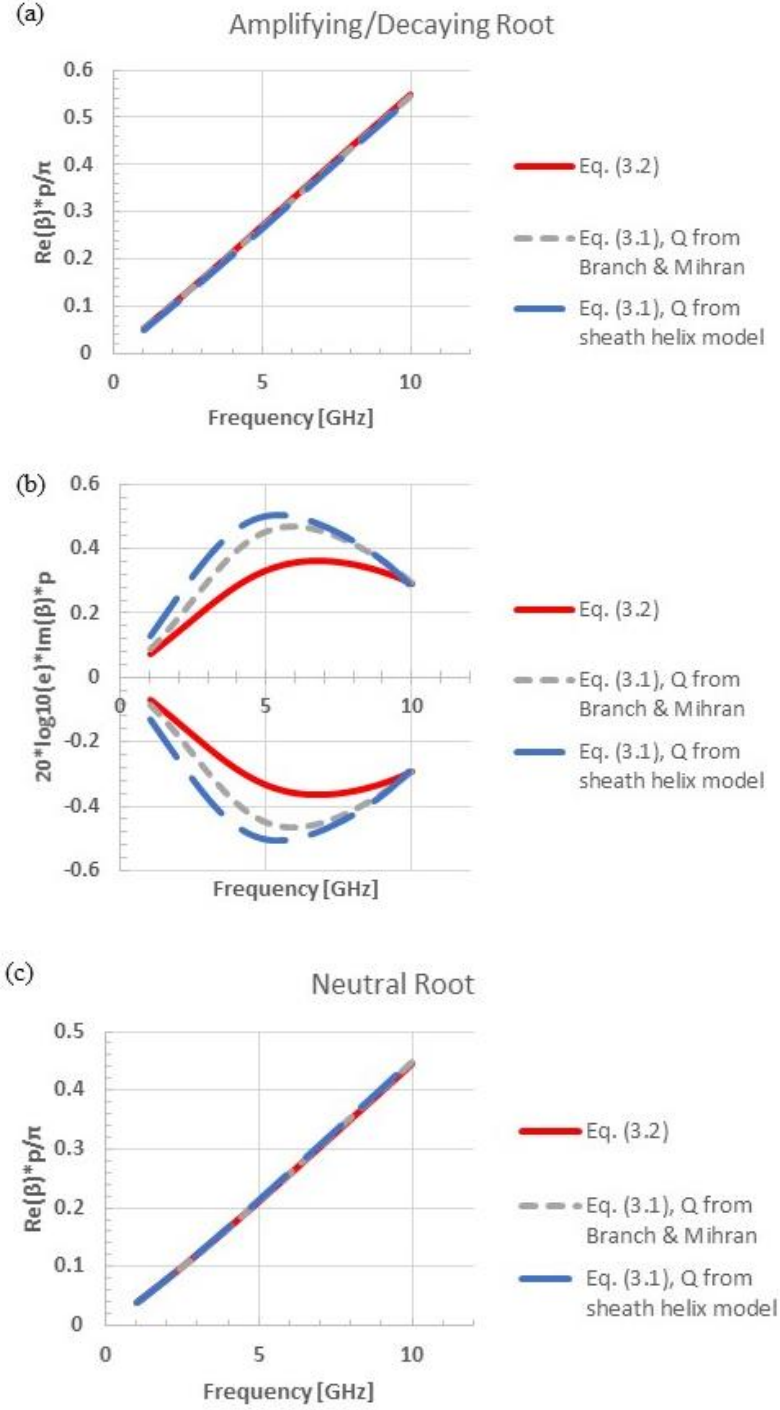 (a)
Amplifying/Decaying Root
Re(β)*p/π
0.6
0.5
0.4
0.3
0.2
0.1
0
0 5 10
Frequency [GHz]
Eq. (3.2)
Eq. (3.1), Q from
Branch & Mihran
Eq. (3.1), Q from
sheath helix model
(b)
20*log10(e)*Im(β)*p
0.6
0.4
0.2
0
-0.2
-0.4
-0.6
0 5 10
Frequency [GHz]
Eq. (3.2)
Eq. (3.1), Q from
Branch & Mihran
Eq. (3.1), Q from
sheath helix model
(c)
Neutral Root
Re(β)*p/π
0.5
0.4
0.3
0.2
0.1
0
0 5 10
Frequency [GHz]
Eq. (3.2)
Eq. (3.1), Q from
Branch & Mihran
Eq. (3.1), Q from
sheath helix model